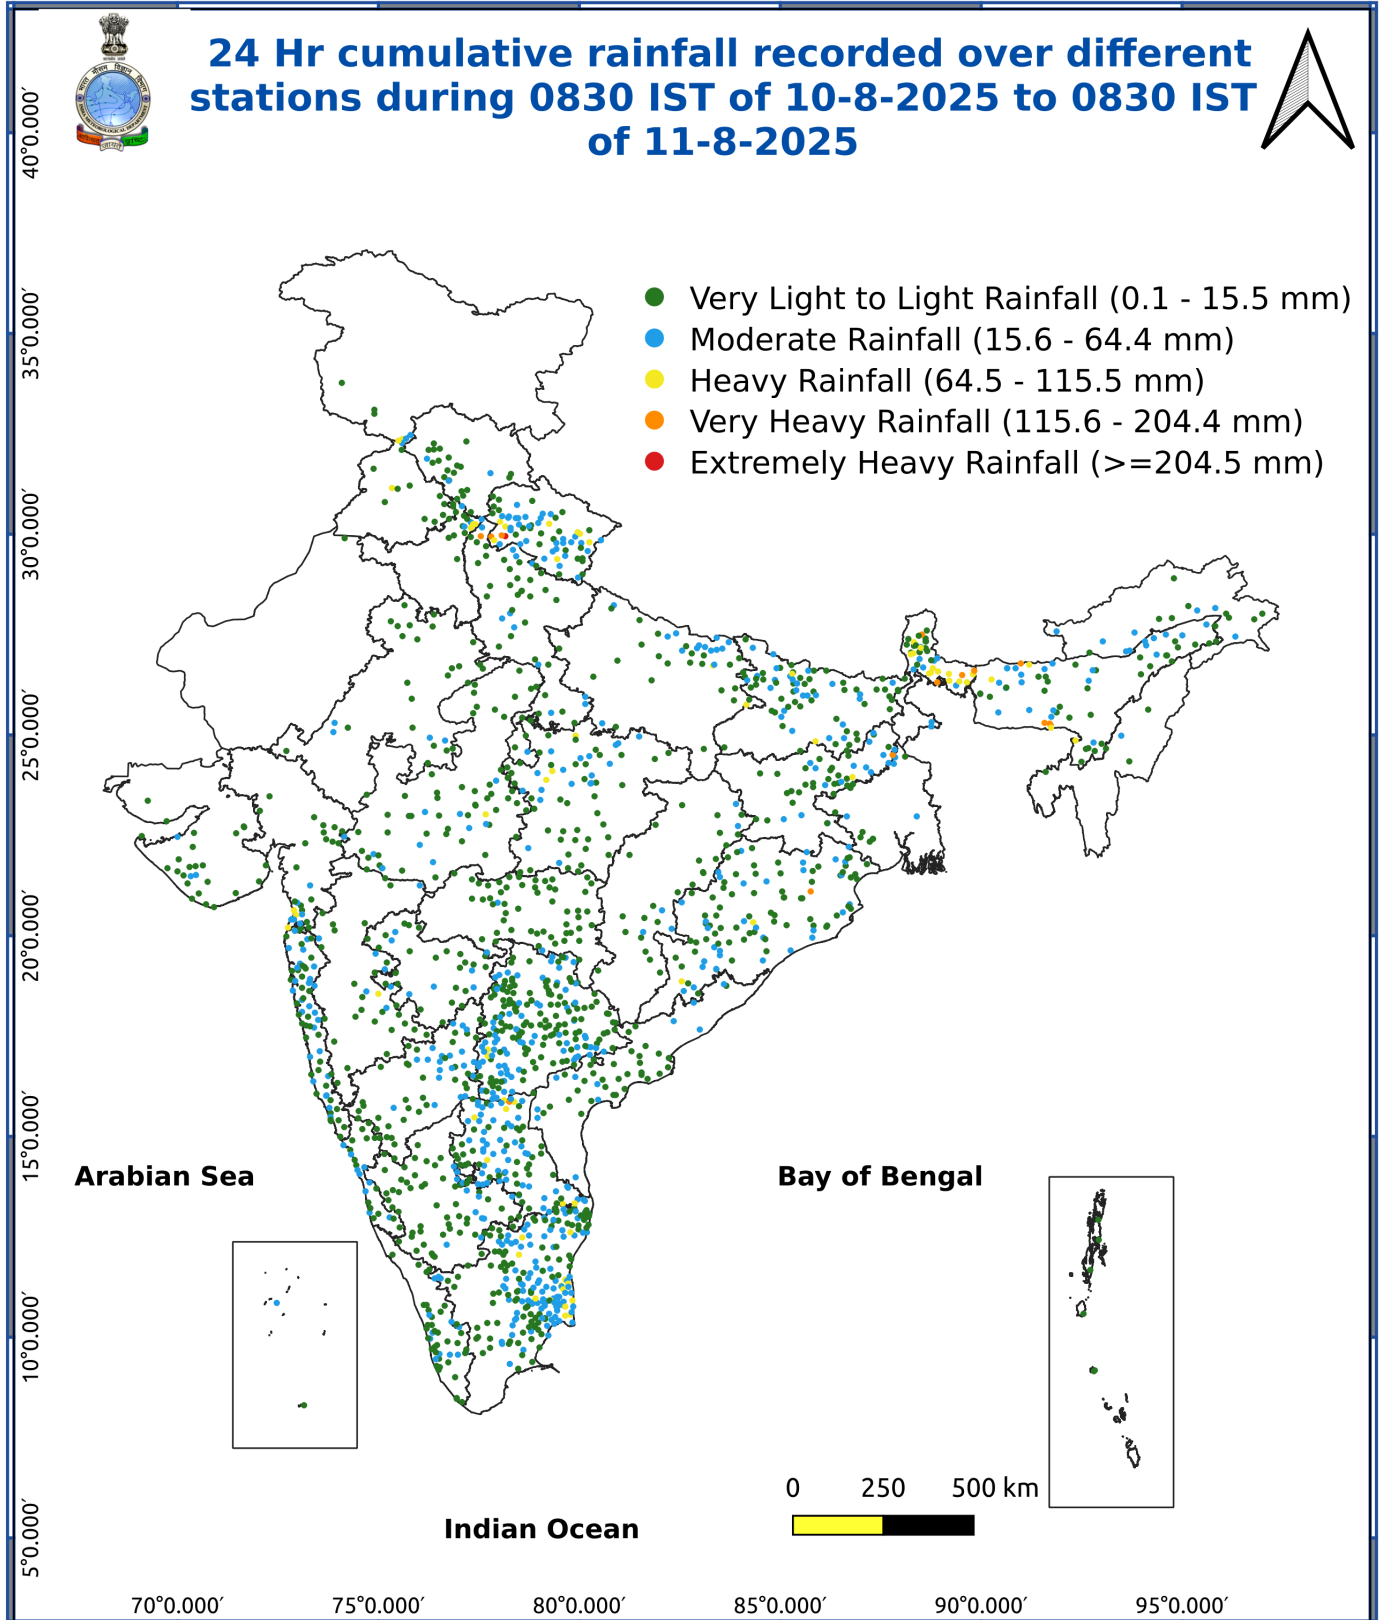 24 Hr cumulative rainfall recorded over different
stations during 0830 IST of 10-8-2025 to 0830 IST
of 11-8-2025
Very Light to Light Rainfall (0.1 - 15.5 mm)
Moderate Rainfall (15.6 - 64.4 mm)
Heavy Rainfall (64.5 - 115.5 mm)
Very Heavy Rainfall (115.6 - 204.4 mm)
Extremely Heavy Rainfall (>=204.5 mm)
40°0.000′
35°0.000′
30°0.000′
25°0.000′
20°0.000′
15°0.000′
10°0.000′
5°0.000′
Arabian Sea
Bay of Bengal
Indian Ocean
0 250 500 km
70°0.000′ 75°0.000′ 80°0.000′ 85°0.000′ 90°0.000′ 95°0.000′